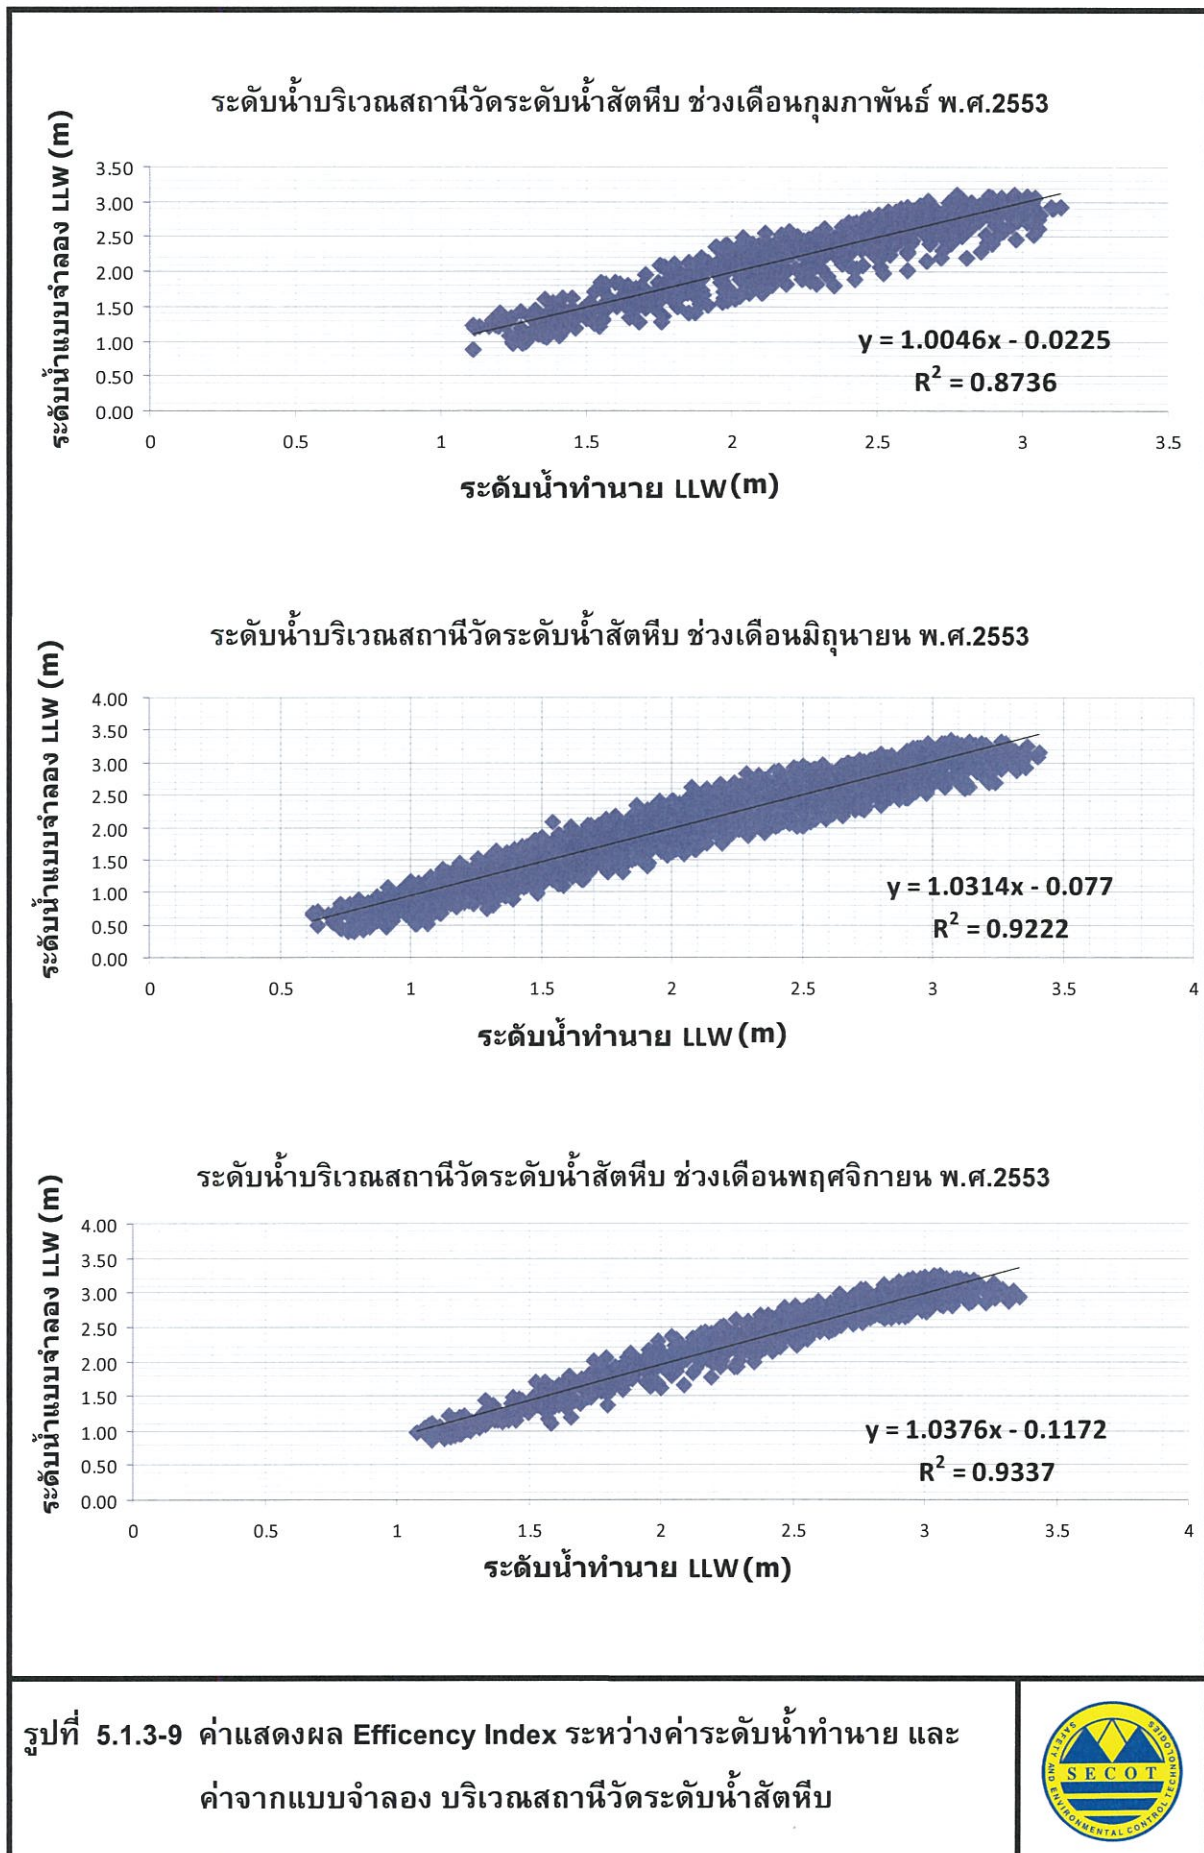 ระดับน้ำบริเวณสถานีวัดระดับน้ำสัตหีบ ช่วงเดือนกุมภาพันธ์ พ.ศ.2553
ระดับน้ำแบบจำลอง LLW (m)
3.50
3.00
2.50
2.00
1.50
1.00
0.50
0.00
y = 1.0046x - 0.0225
R² = 0.8736
0 0.5 1 1.5 2 2.5 3 3.5
ระดับน้ำทำนาย LLW(m)
ระดับน้ำบริเวณสถานีวัดระดับน้ำสัตหีบ ช่วงเดือนมิถุนายน พ.ศ.2553
ระดับน้ำแบบจำลอง LLW (m)
4.00
3.50
3.00
2.50
2.00
1.50
1.00
0.50
0.00
y = 1.0314x - 0.077
R² = 0.9222
0 0.5 1 1.5 2 2.5 3 3.5 4
ระดับน้ำทำนาย LLW(m)
ระดับน้ำบริเวณสถานีวัดระดับน้ำสัตหีบ ช่วงเดือนพฤศจิกายน พ.ศ.2553
ระดับน้ำแบบจำลอง LLW (m)
4.00
3.50
3.00
2.50
2.00
1.50
1.00
0.50
0.00
y = 1.0376x - 0.1172
R² = 0.9337
0 0.5 1 1.5 2 2.5 3 3.5 4
ระดับน้ำทำนาย LLW(m)
รูปที่ 5.1.3-9 ค่าแสดงผล Efficency Index ระหว่างค่าระดับน้ำทำนาย และ
ค่าจากแบบจำลอง บริเวณสถานีวัดระดับน้ำสัตหีบ
SECOT
SAFETY AND ENVIRONMENTAL CONTROL TECHNOLOGIES